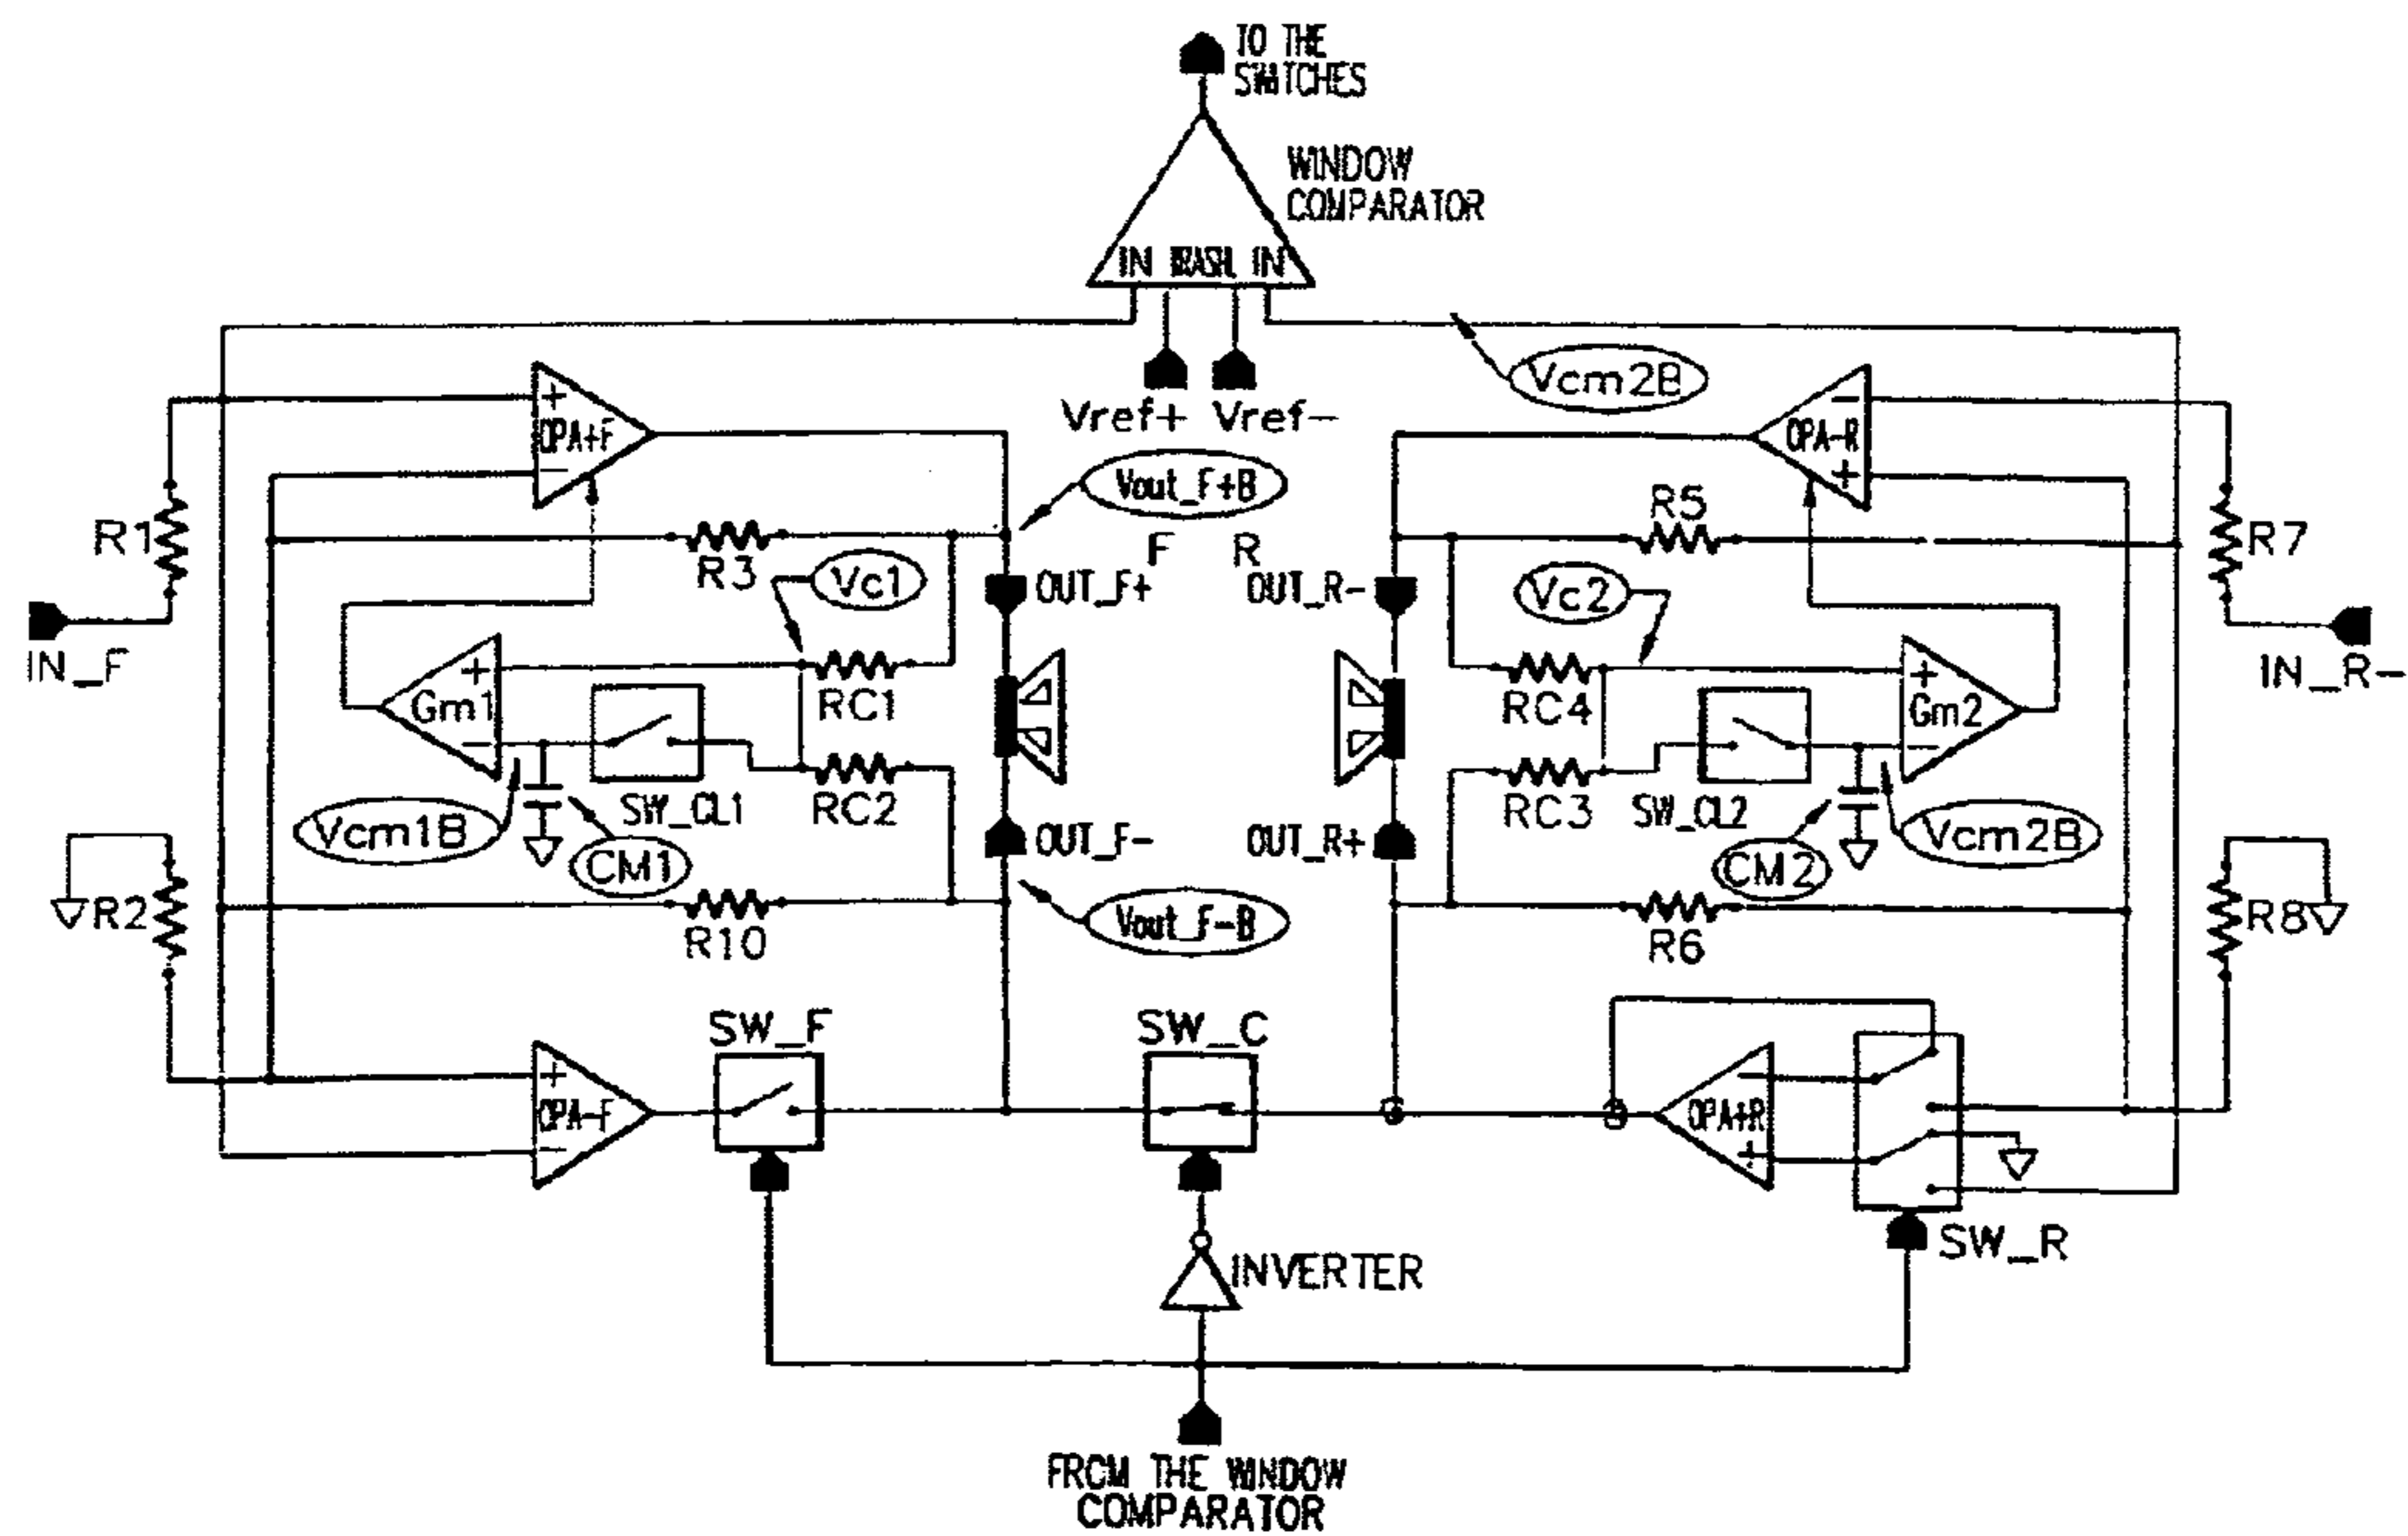 TO THE
SWITCHES
WINDOW
COMPARATOR
IN IN
Vref+ Vref-
Vcm2B
+
OPA+F
-
-
OPA-R
+
R1
R3
Vout_F+B
F R
R5
R7
Vc1
OUT_F+
OUT_R-
Vc2
IN_F
IN_R-
+
Gm1
-
RC1
RC4
+
Gm2
-
SW_CL1
RC2
RC3
SW_CL2
Vcm1B
CM1
OUT_F-
OUT_R+
CM2
Vcm2B
R2
R10
Vout_F-B
R6
R8
SW_F
SW_C
+
OPA-F
-
-
OPA+R
+
SW_R
INVERTER
FROM THE WINDOW
COMPARATOR